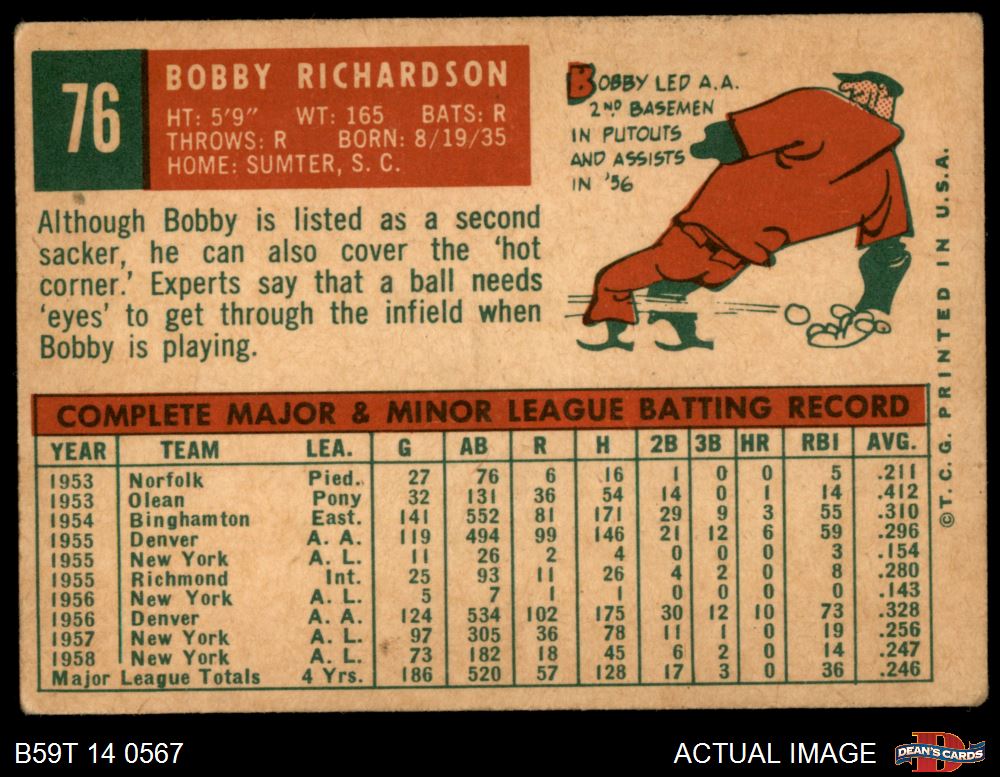 76
BOBBY RICHARDSON
HT: 5'9" WT: 165 BATS: R
THROWS: R BORN: 8/19/35
HOME: SUMTER, S. C.
BOBBY LED A.A.
2ND BASEMEN
IN PUTOUTS
AND ASSISTS
IN '56
Although Bobby is listed as a second
sacker, he can also cover the 'hot
corner.' Experts say that a ball needs
'eyes' to get through the infield when
Bobby is playing.
COMPLETE MAJOR & MINOR LEAGUE BATTING RECORD
YEAR TEAM LEA. G AB R H 2B 3B HR RBI AVG.
1953 Norfolk Pied. 27 76 6 16 1 0 0 5 .211
1953 Olean Pony 32 131 36 54 14 0 1 14 .412
1954 Binghamton East. 141 552 81 171 29 9 3 55 .310
1955 Denver A. A. 119 494 99 146 21 12 6 59 .296
1955 New York A. L. 11 26 2 4 0 0 0 3 .154
1955 Richmond Int. 25 93 11 26 4 2 0 8 .280
1956 New York A. L. 5 7 1 1 0 0 0 0 .143
1956 Denver A. A. 124 534 102 175 30 12 10 73 .328
1957 New York A. L. 97 305 36 78 11 1 0 19 .256
1958 New York A. L. 73 182 18 45 6 2 0 14 .247
Major League Totals 4 Yrs. 186 520 57 128 17 3 0 36 .246
©T. C. G. PRINTED IN U.S.A.
B59T 14 0567
ACTUAL IMAGE
D
DEAN'S CARDS